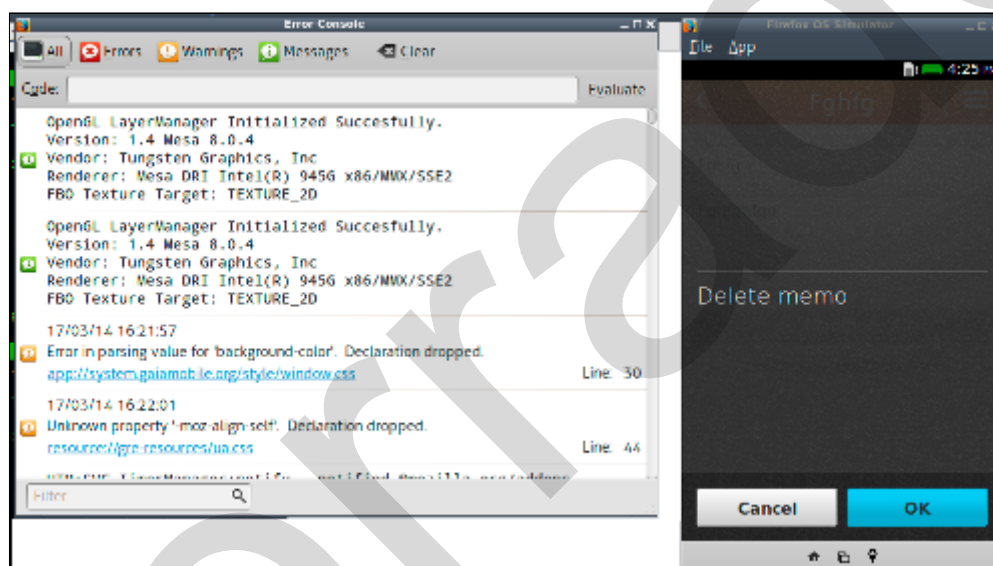 Error Console
All Errors Warnings Messages Clear
Code: Evaluate
OpenGL LayerManager Initialized Succesfully.
Version: 1.4 Mesa 8.0.4
Vendor: Tungsten Graphics, Inc
Renderer: Mesa DRI Intel(R) 945G x86/MMX/SSE2
FBO Texture Target: TEXTURE_2D
OpenGL LayerManager Initialized Succesfully.
Version: 1.4 Mesa 8.0.4
Vendor: Tungsten Graphics, Inc
Renderer: Mesa DRI Intel(R) 945G x86/MMX/SSE2
FBO Texture Target: TEXTURE_2D
17/03/14 16:21:57
Error in parsing value for 'background-color'. Declaration dropped.
app://system.gaiamobile.org/style/window.css Line: 30
17/03/14 16:22:01
Unknown property '-moz-align-self'. Declaration dropped.
resource://gre-resources/ua.css Line: 44
Filter
Firefox OS Simulator
File App
4:25
Fghfg
Delete memo
Cancel OK